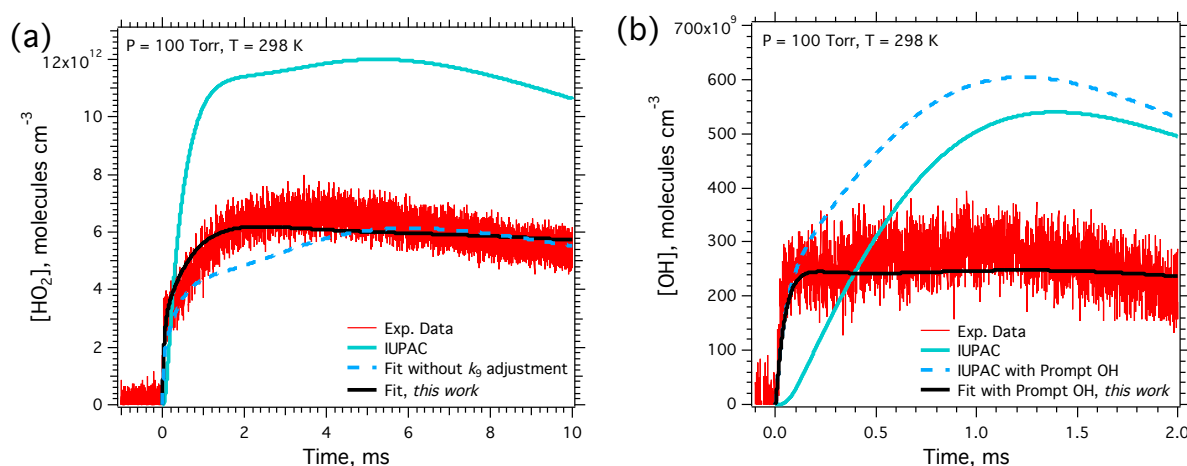 (a)
P = 100 Torr, T = 298 K
12x10¹²
10
8
6
4
2
0
[HO₂], molecules cm⁻³
Exp. Data
IUPAC
Fit without k₉ adjustment
Fit, this work
0
2
4
6
8
10
Time, ms
(b)
P = 100 Torr, T = 298 K
700x10⁹
600
500
400
300
200
100
0
[OH], molecules cm⁻³
Exp. Data
IUPAC
IUPAC with Prompt OH
Fit with Prompt OH, this work
0.0
0.5
1.0
1.5
2.0
Time, ms